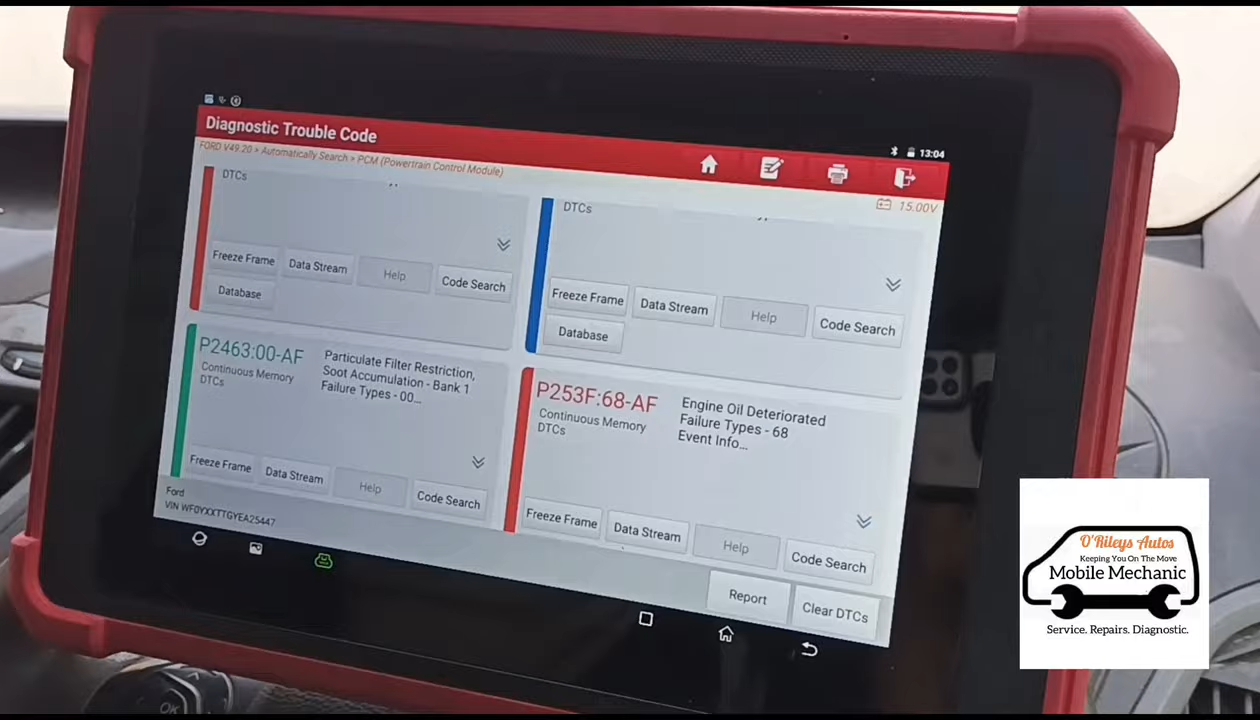 13:04
Diagnostic Trouble Code
FORD V49.20 > Automatically Search > PCM (Powertrain Control Module)
15.00V
DTCs
Freeze Frame
Data Stream
Help
Code Search
Database
DTCs
Freeze Frame
Data Stream
Help
Code Search
Database
P2463:00-AF
Continuous Memory
DTCs
Particulate Filter Restriction,
Soot Accumulation - Bank 1
Failure Types - 00...
Freeze Frame
Data Stream
Help
Code Search
P253F:68-AF
Continuous Memory
DTCs
Engine Oil Deteriorated
Failure Types - 68
Event Info...
Freeze Frame
Data Stream
Help
Code Search
Ford
VIN WF0YXXTTGYEA25447
Report
Clear DTCs
OK
O'Rileys Autos
Keeping You On The Move
Mobile Mechanic
Service. Repairs. Diagnostic.